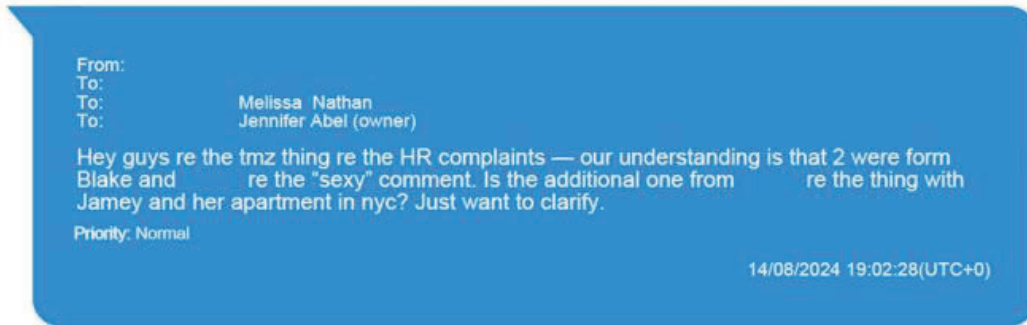 From:
To:
To: Melissa Nathan
To: Jennifer Abel (owner)
Hey guys re the tmz thing re the HR complaints — our understanding is that 2 were form
Blake and re the “sexy” comment. Is the additional one from re the thing with
Jamey and her apartment in nyc? Just want to clarify.
Priority: Normal
14/08/2024 19:02:28(UTC+0)